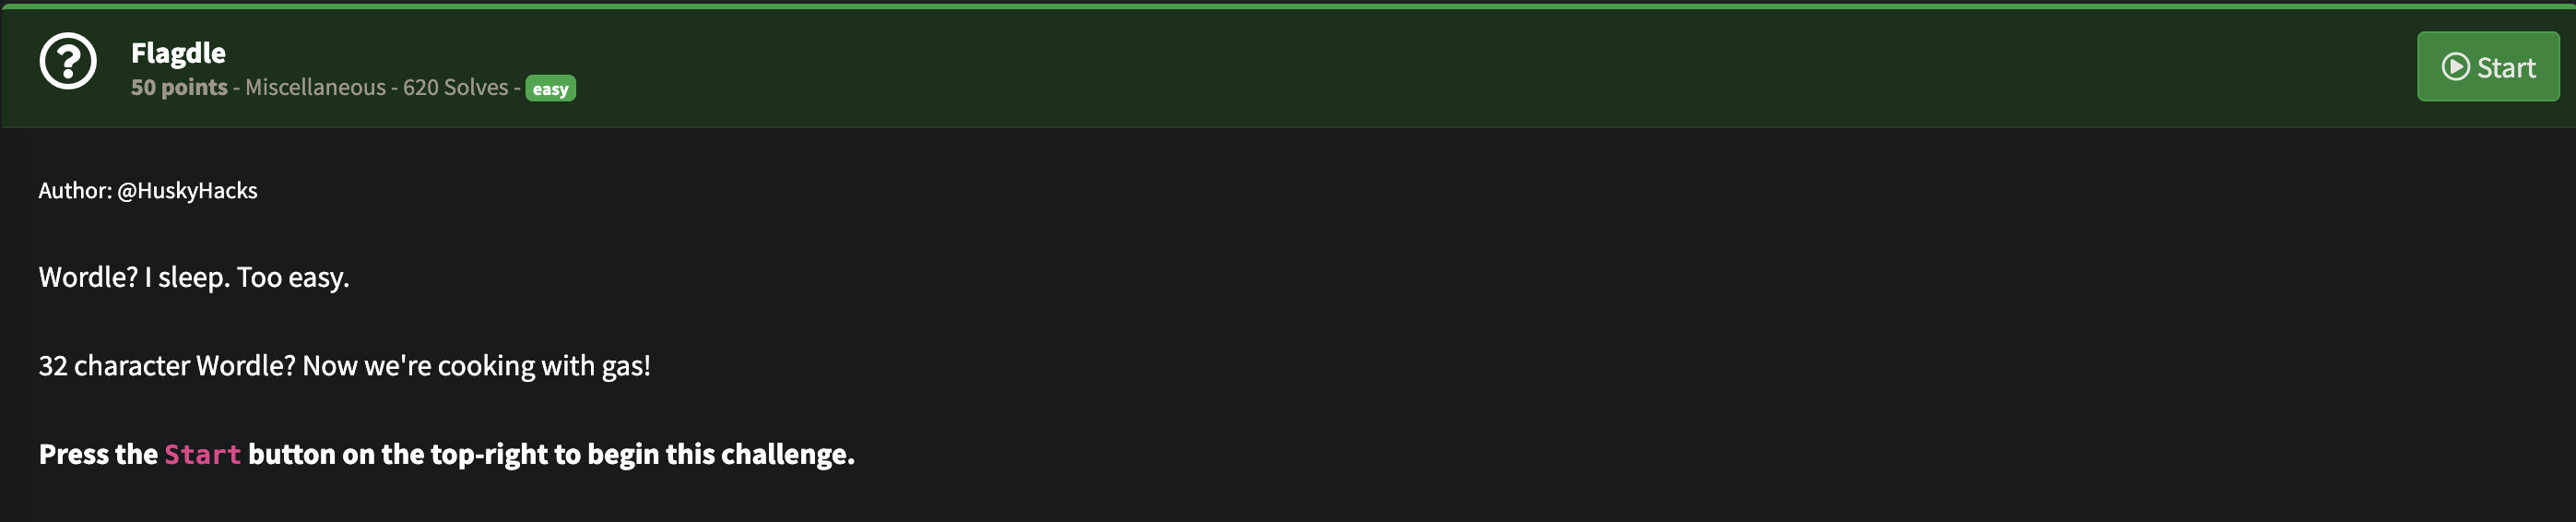 Flagdle
50 points - Miscellaneous - 620 Solves - easy
Start
Author: @HuskyHacks
Wordle? I sleep. Too easy.
32 character Wordle? Now we're cooking with gas!
Press the Start button on the top-right to begin this challenge.